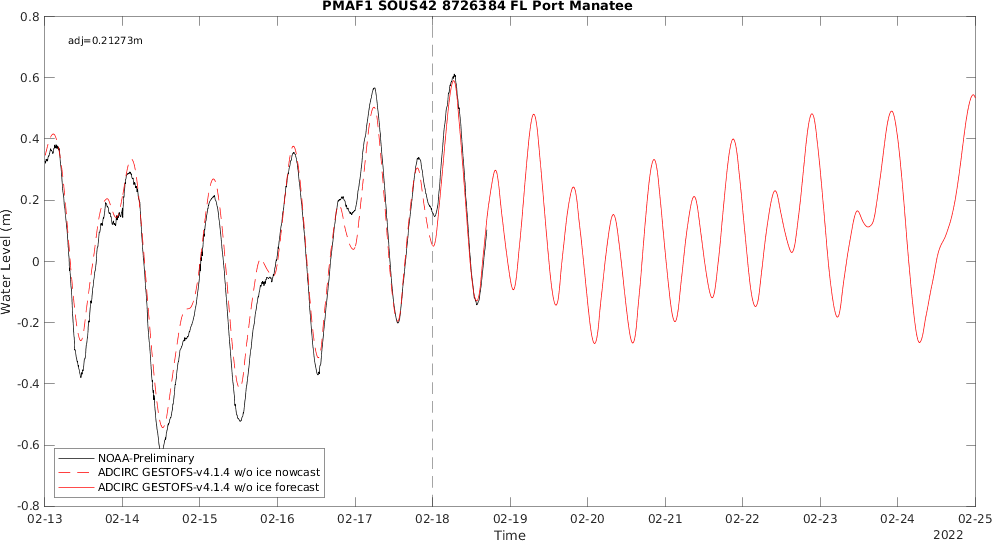 PMAF1 SOUS42 8726384 FL Port Manatee
adj=0.21273m
Water Level (m)
0.8
0.6
0.4
0.2
0
-0.2
-0.4
-0.6
-0.8
NOAA-Preliminary
ADCIRC GESTOFS-v4.1.4 w/o ice nowcast
ADCIRC GESTOFS-v4.1.4 w/o ice forecast
02-13 02-14 02-15 02-16 02-17 02-18 02-19 02-20 02-21 02-22 02-23 02-24 02-25
Time
2022